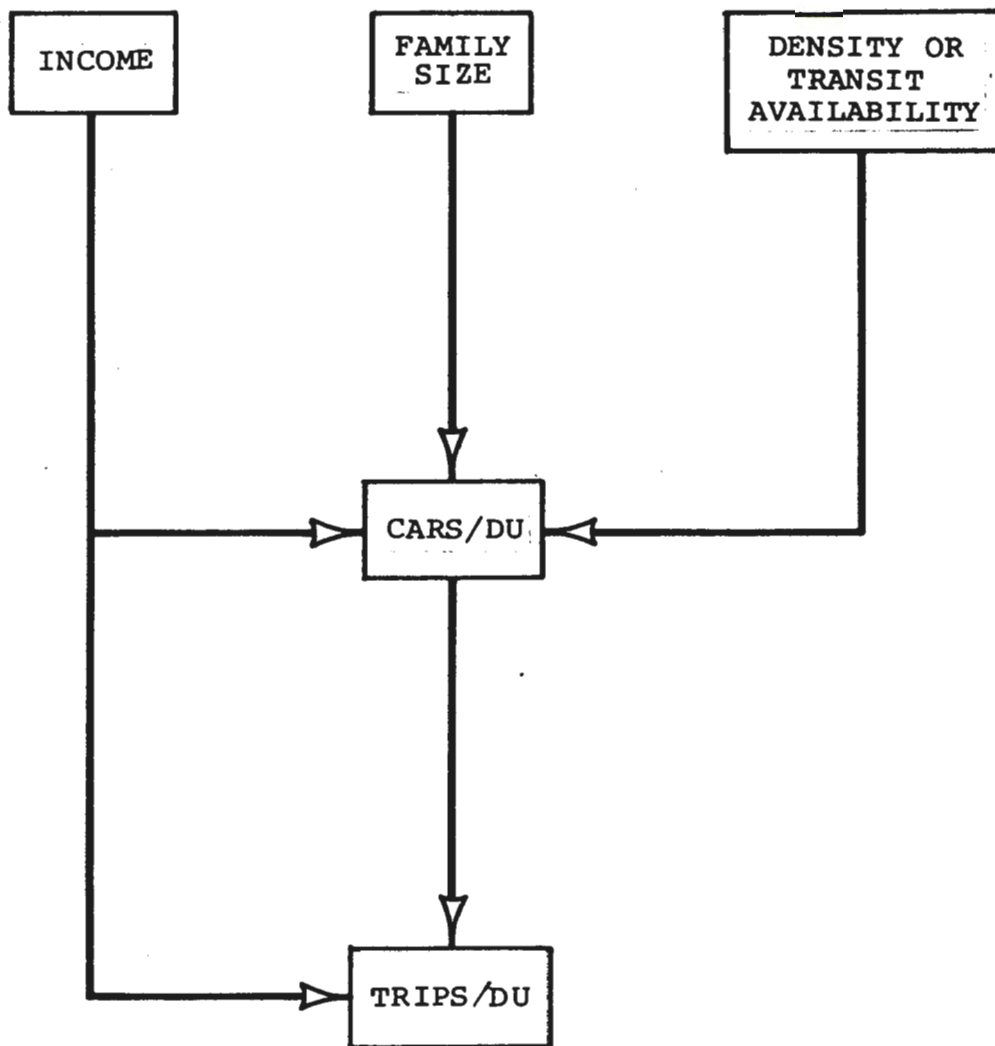 INCOME
FAMILY
SIZE
DENSITY OR
TRANSIT
AVAILABILITY
CARS/DU
TRIPS/DU